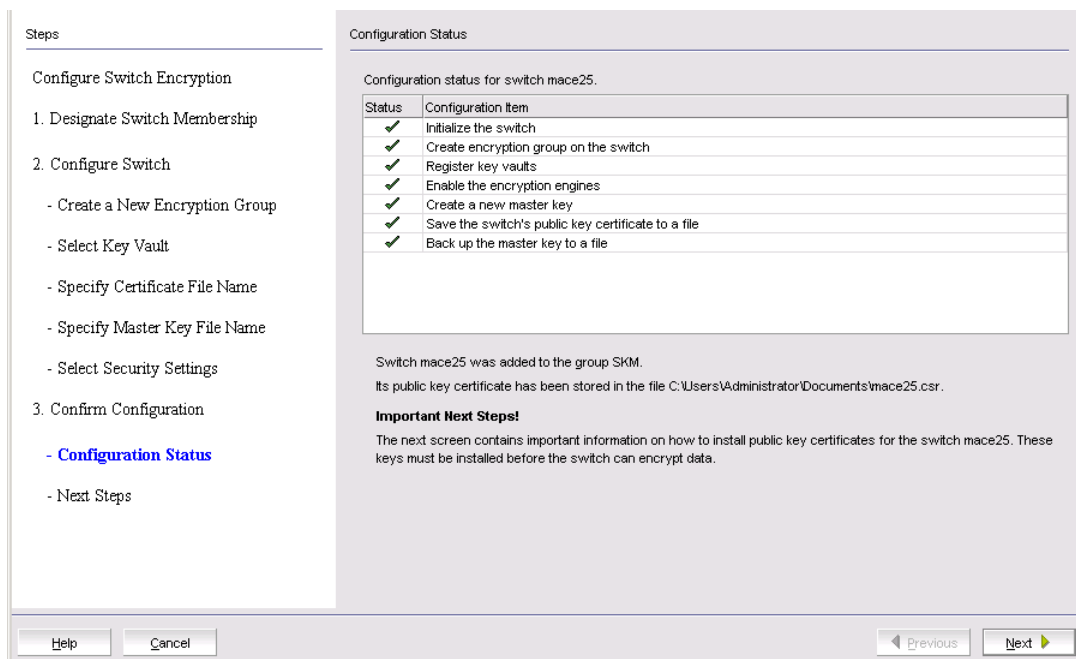 Steps
Configure Switch Encryption
1. Designate Switch Membership
2. Configure Switch
- Create a New Encryption Group
- Select Key Vault
- Specify Certificate File Name
- Specify Master Key File Name
- Select Security Settings
3. Confirm Configuration
- Configuration Status
- Next Steps
Configuration Status
Configuration status for switch mace25.
Status Configuration Item
Initialize the switch
Create encryption group on the switch
Register key vaults
Enable the encryption engines
Create a new master key
Save the switch's public key certificate to a file
Back up the master key to a file
Switch mace25 was added to the group SKM.
Its public key certificate has been stored in the file C:\Users\Administrator\Documents\mace25.csr.
Important Next Steps!
The next screen contains important information on how to install public key certificates for the switch mace25. These
keys must be installed before the switch can encrypt data.
Help Cancel Previous Next